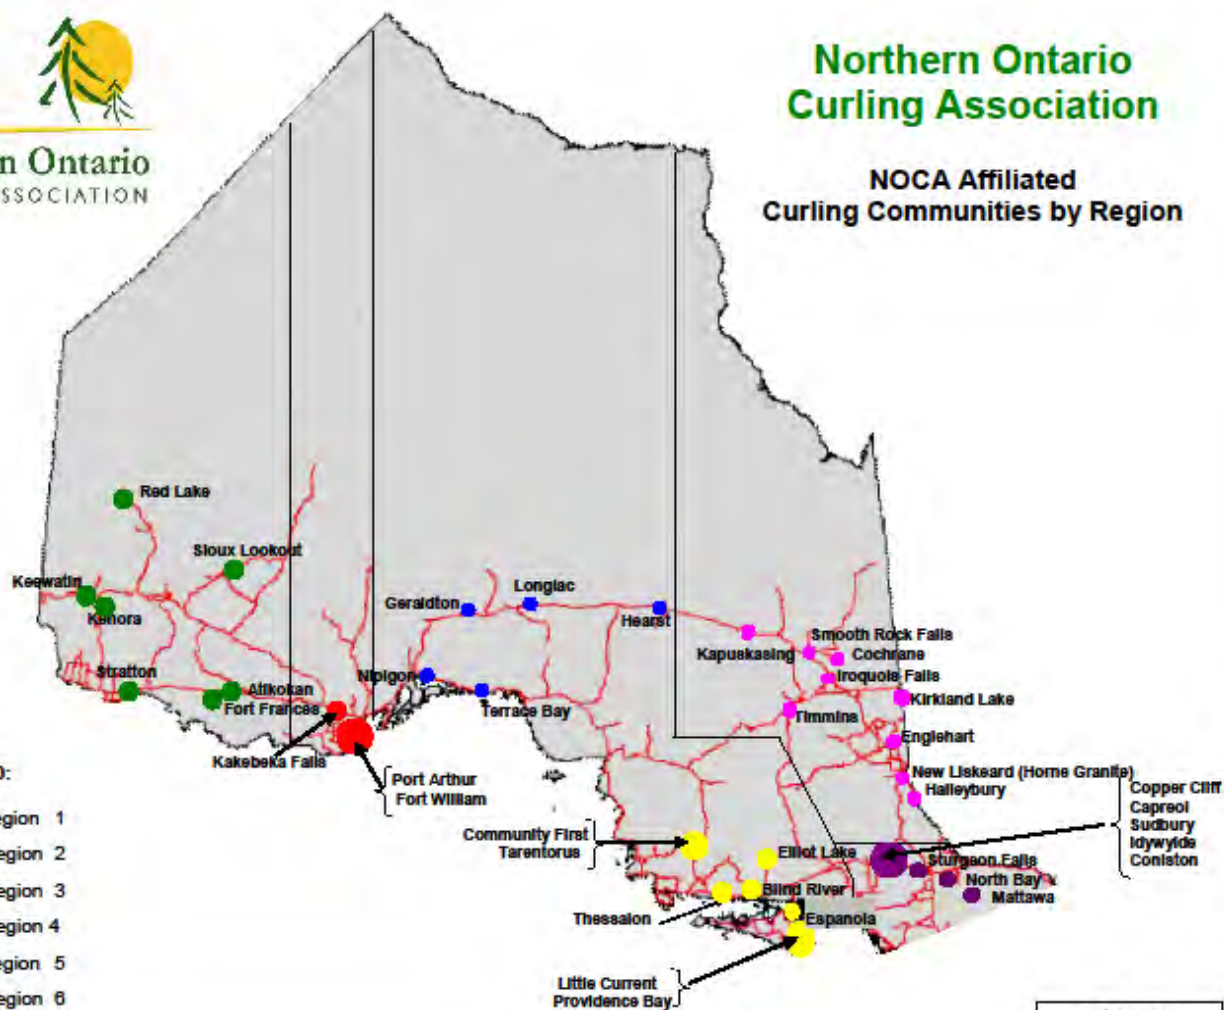 Northern Ontario
Curling Association
n Ontario
SSOCIATION
NOCA Affiliated
Curling Communities by Region
Red Lake
Sioux Lookout
Keewatin
Kenora
Longlac
Geraldton
Hearst
Smooth Rock Falls
Kapuskasing
Cochrane
Stratton
Nipigon
Iroquois Falls
Atikokan
Fort Frances
Terrace Bay
Kirkland Lake
Timmins
Englehart
Kakebeka Falls
Port Arthur
Fort William
New Liskeard (Horne Granite)
Haileybury
Copper Cliff
Capreol
Sudbury
Idywylde
Coniston
Community First
Tarentorus
Elliot Lake
Sturgeon Falls
North Bay
Mattawa
Blind River
Thessalon
Espanola
Little Current
Providence Bay
D:
egion 1
egion 2
egion 3
egion 4
egion 5
egion 6